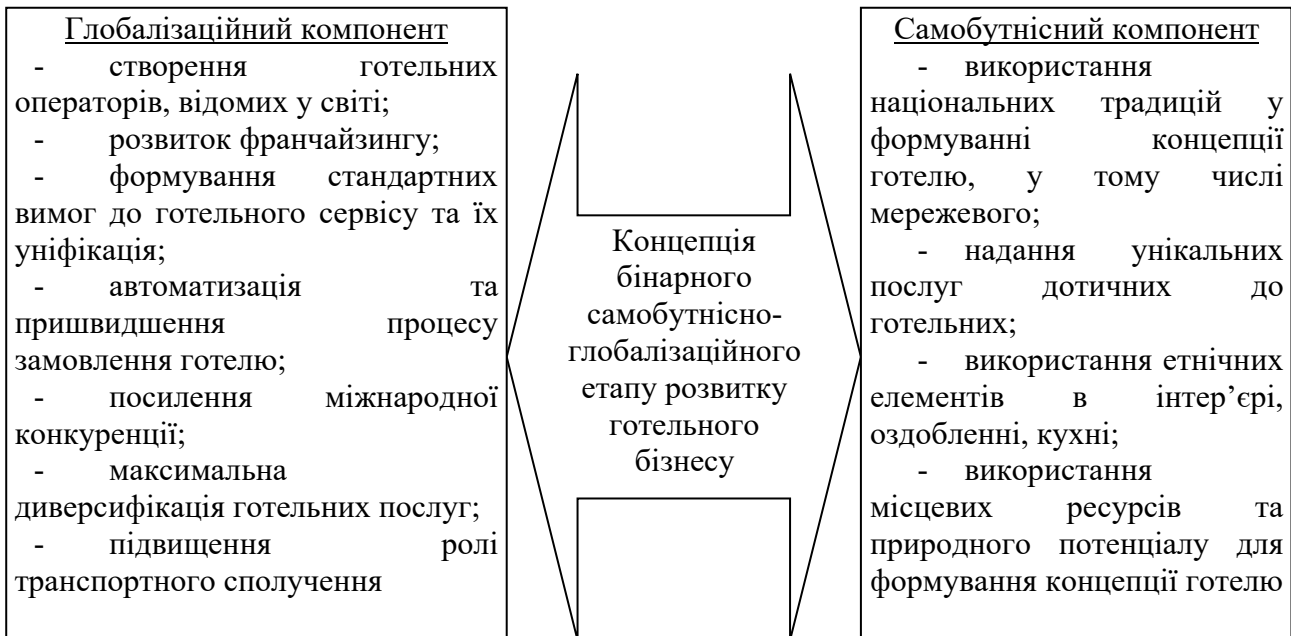 Глобалізаційний компонент
- створення готельних
операторів, відомих у світі;
- розвиток франчайзингу;
- формування стандартних
вимог до готельного сервісу та їх
уніфікація;
- автоматизація та
пришвидшення процесу
замовлення готелю;
- посилення міжнародної
конкуренції;
- максимальна
диверсифікація готельних послуг;
- підвищення ролі
транспортного сполучення
Концепція
бінарного
самобутнісно-
глобалізаційного
етапу розвитку
готельного
бізнесу
Самобутнісний компонент
- використання
національних традицій у
формуванні концепції
готелю, у тому числі
мережевого;
- надання унікальних
послуг дотичних до
готельних;
- використання етнічних
елементів в інтер’єрі,
оздобленні, кухні;
- використання
місцевих ресурсів та
природного потенціалу для
формування концепції готелю